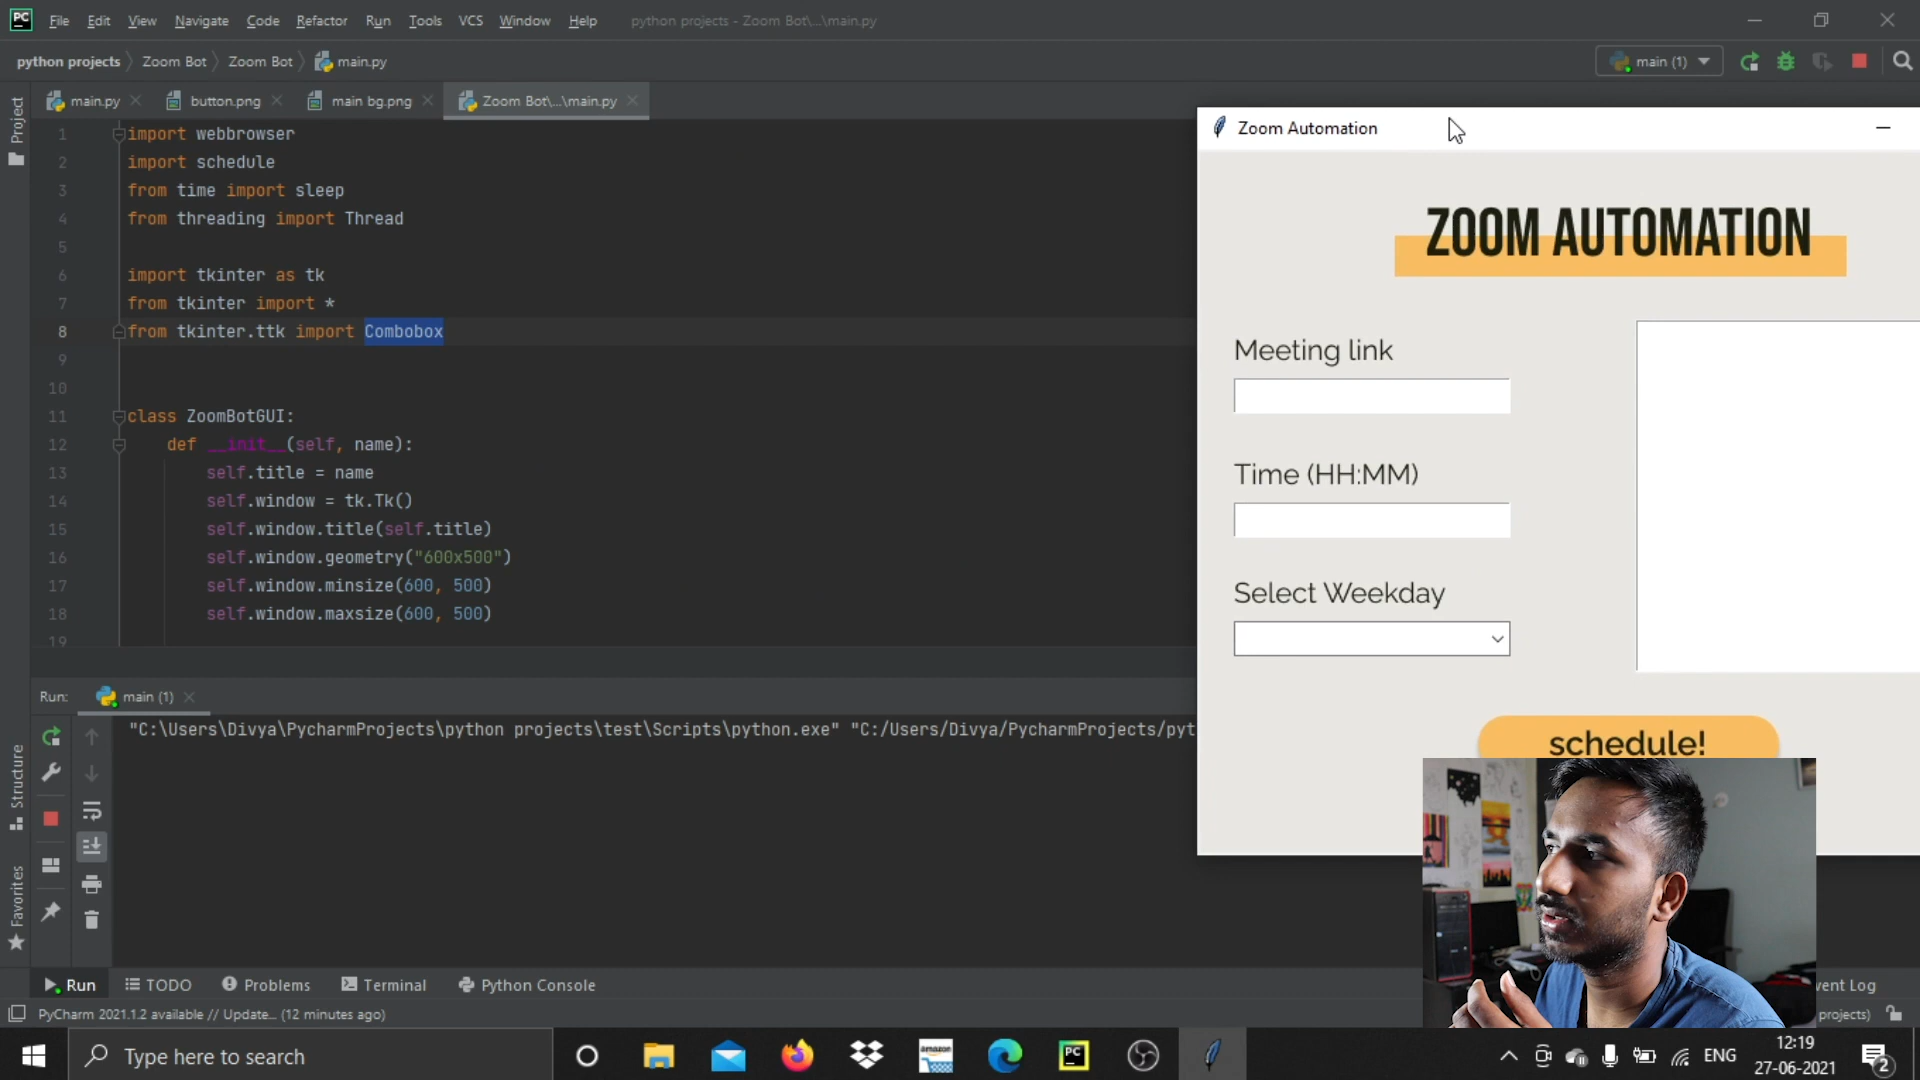 PC File Edit View Navigate Code Refactor Run Tools VCS Window Help python projects - Zoom Bot\...\main.py
python projects Zoom Bot Zoom Bot main.py main (1)
main.py button.png main bg.png Zoom Bot\...\main.py
Project
1 import webbrowser
2 import schedule
3 from time import sleep
4 from threading import Thread
5
6 import tkinter as tk
7 from tkinter import *
8 from tkinter.ttk import Combobox
9
10
11 class ZoomBotGUI:
12 def __init__(self, name):
13 self.title = name
14 self.window = tk.Tk()
15 self.window.title(self.title)
16 self.window.geometry("600x500")
17 self.window.minsize(600, 500)
18 self.window.maxsize(600, 500)
19
Zoom Automation
ZOOM AUTOMATION
Meeting link
Time (HH:MM)
Select Weekday
schedule!
Run: main (1)
"C:\Users\Divya\PycharmProjects\python projects\test\Scripts\python.exe" "C:/Users/Divya/PycharmProjects/pyt
Structure
Favorites
Run TODO Problems Terminal Python Console vent Log
PyCharm 2021.1.2 available // Update... (12 minutes ago) projects)
Type here to search
amazon
PC
ENG
12:19
27-06-2021
2